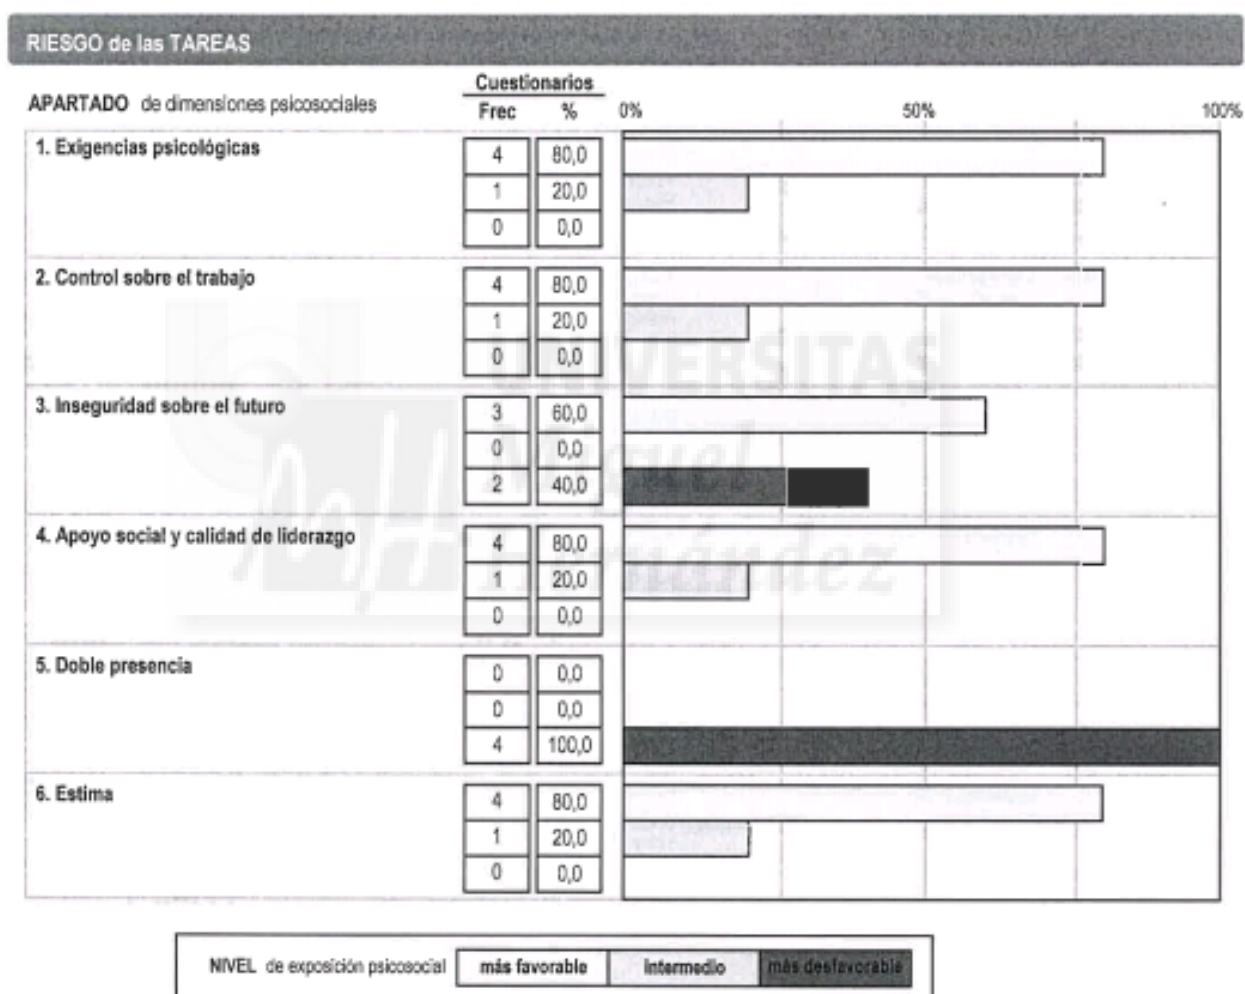 RIESGO de las TAREAS
Cuestionarios
APARTADO de dimensiones psicosociales Frec % 0% 50% 100%
1. Exigencias psicológicas 4 80,0
1 20,0
0 0,0
2. Control sobre el trabajo 4 80,0
1 20,0
0 0,0
3. Inseguridad sobre el futuro 3 60,0
0 0,0
2 40,0
4. Apoyo social y calidad de liderazgo 4 80,0
1 20,0
0 0,0
5. Doble presencia 0 0,0
0 0,0
4 100,0
6. Estima 4 80,0
1 20,0
0 0,0
UNIVERSITAS
Miguel
Hernández
NIVEL de exposición psicosocial más favorable Intermedio más desfavorable